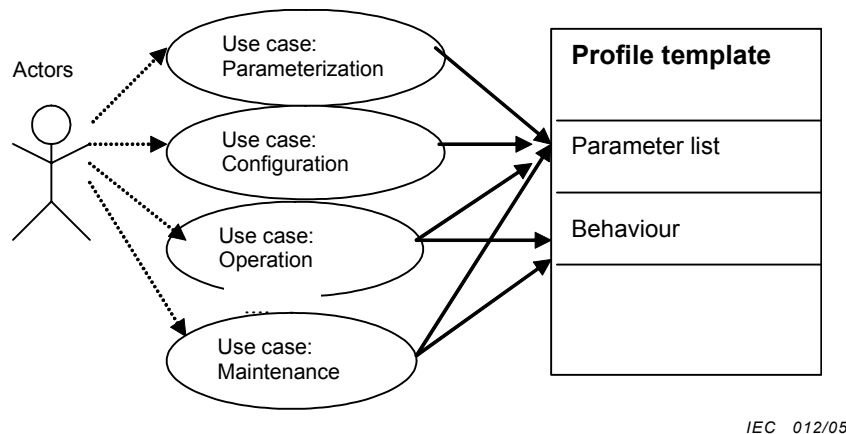 Actors
Use case:
Parameterization
Use case:
Configuration
Use case:
Operation
....
Use case:
Maintenance
Profile template
Parameter list
Behaviour
IEC 012/05